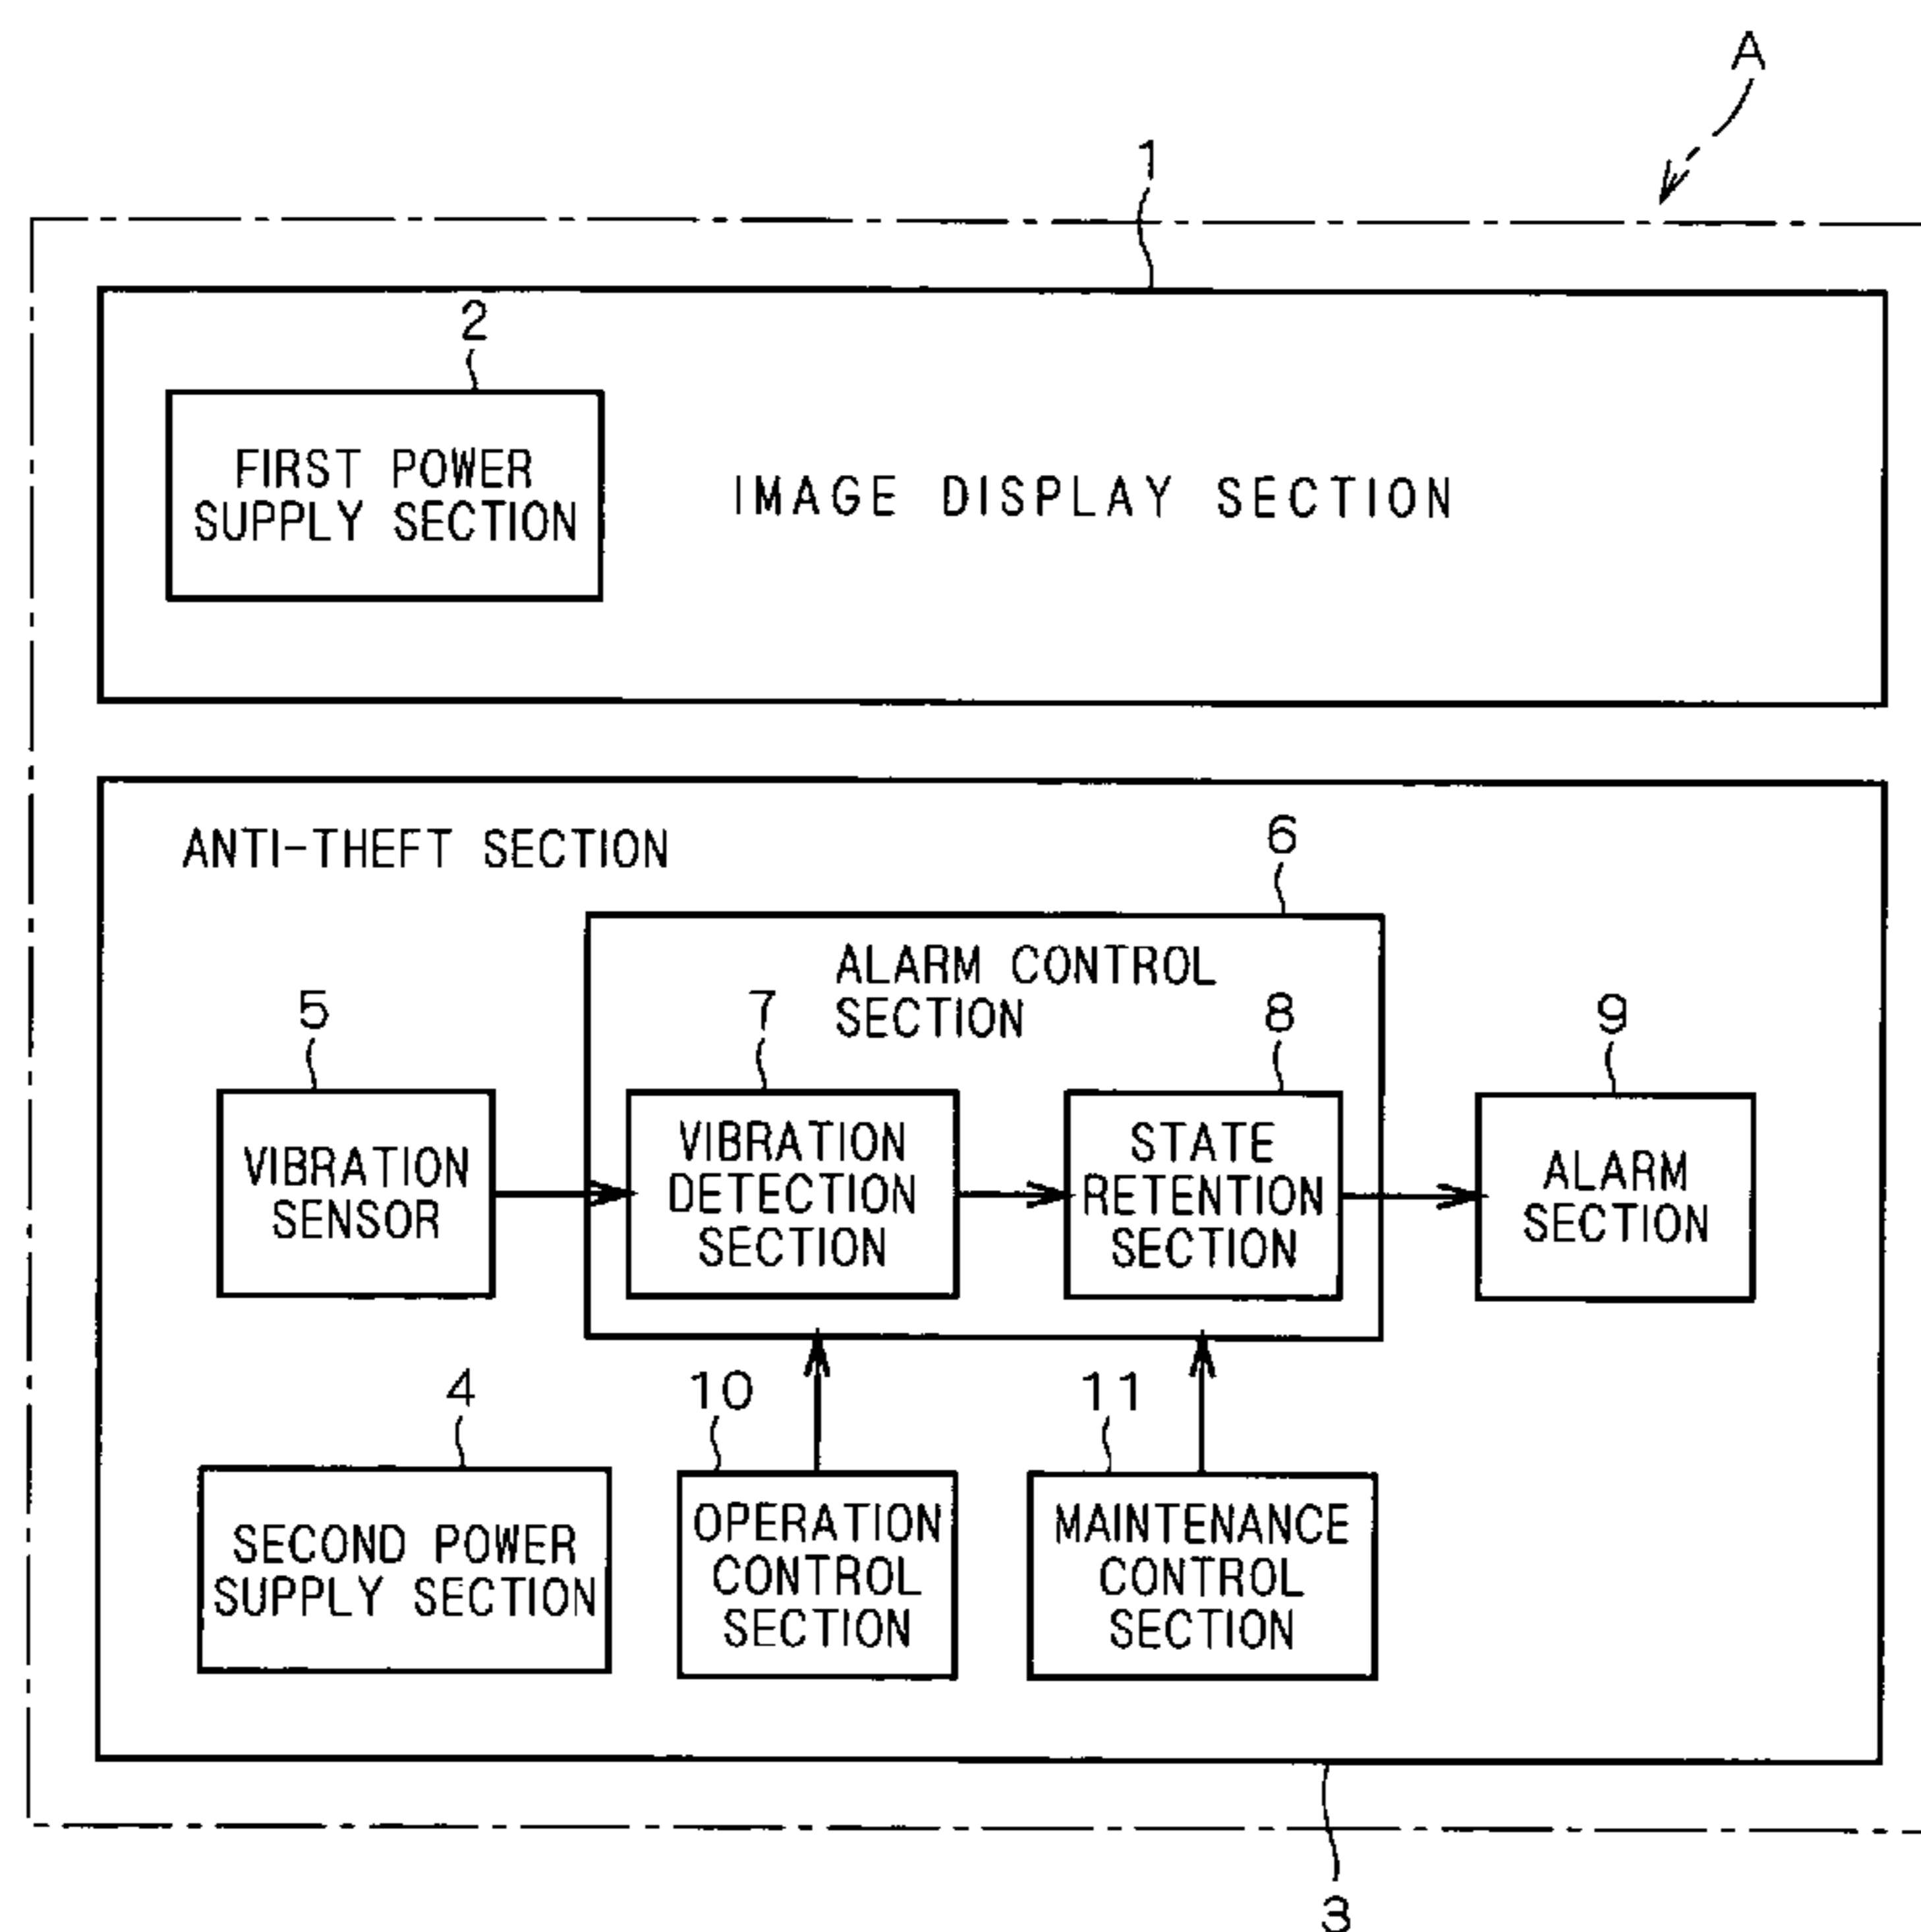 A
1
2
FIRST POWER
SUPPLY SECTION
IMAGE DISPLAY SECTION
ANTI-THEFT SECTION
6
ALARM CONTROL
SECTION
5
7
8
9
VIBRATION
SENSOR
VIBRATION
DETECTION
SECTION
STATE
RETENTION
SECTION
ALARM
SECTION
4
10
11
SECOND POWER
SUPPLY SECTION
OPERATION
CONTROL
SECTION
MAINTENANCE
CONTROL
SECTION
3